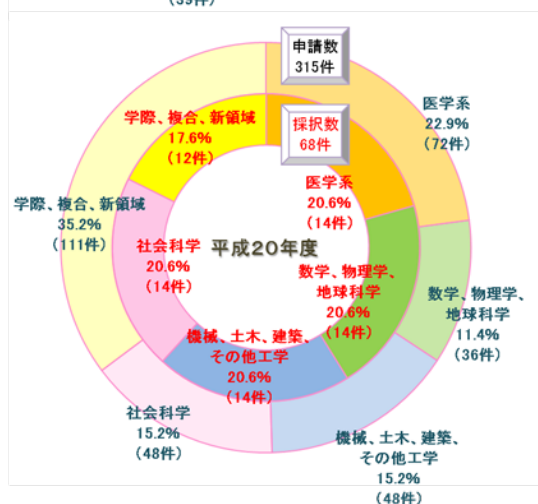 (39件)
申請数
315件
採択数
68件
医学系
22.9%
(72件)
学際、複合、新領域
17.6%
(12件)
医学系
20.6%
(14件)
学際、複合、新領域
35.2%
(111件)
社会科学
20.6%
(14件)
平成20年度
数学、物理学、
地球科学
20.6%
(14件)
数学、物理学、
地球科学
11.4%
(36件)
機械、土木、建築、
その他工学
20.6%
(14件)
社会科学
15.2%
(48件)
機械、土木、建築、
その他工学
15.2%
(48件)